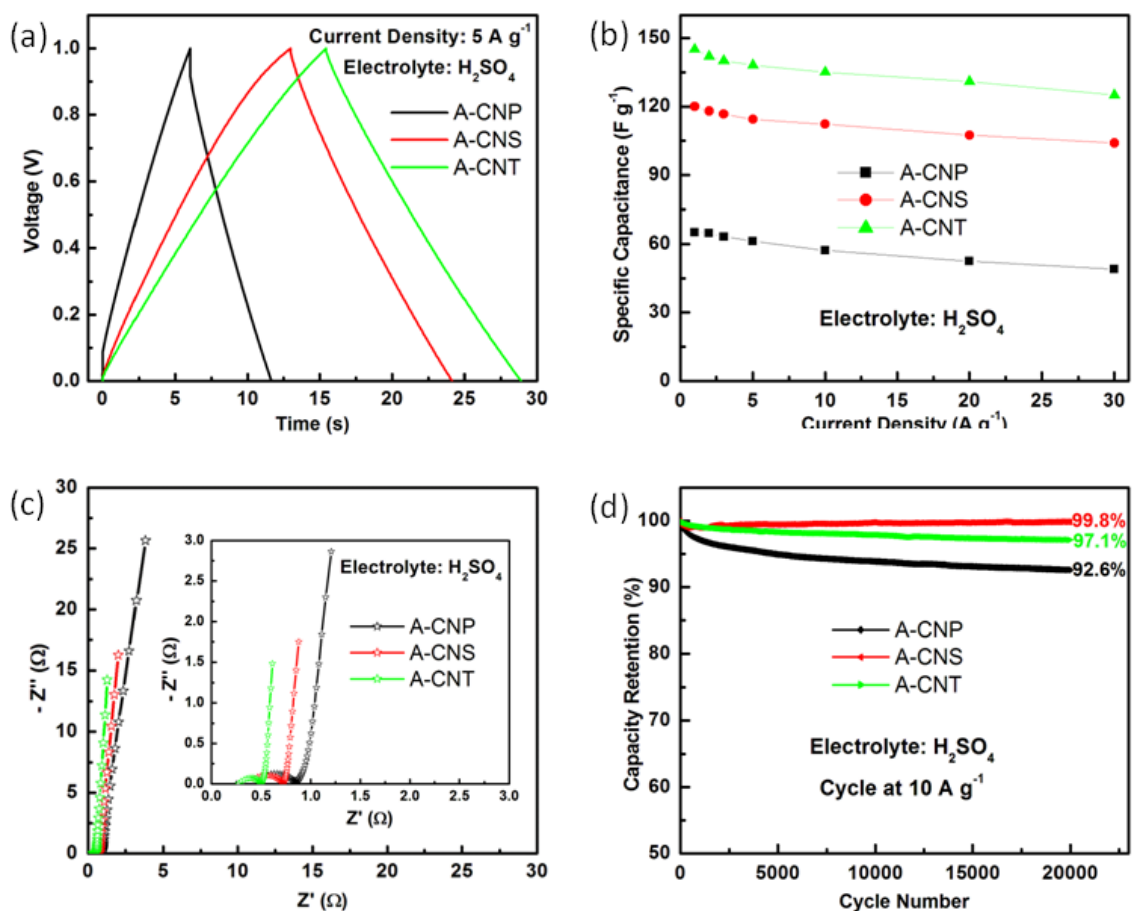 (a)
Current Density: 5 A g⁻¹
Electrolyte: H₂SO₄
A-CNP
A-CNS
A-CNT
Voltage (V)
1.0
0.8
0.6
0.4
0.2
0.0
0 5 10 15 20 25 30
Time (s)
(b)
Specific Capacitance (F g⁻¹)
150
120
90
60
30
0
A-CNP
A-CNS
A-CNT
Electrolyte: H₂SO₄
0 5 10 15 20 25 30
Current Density (A g⁻¹)
(c)
- Z'' (Ω)
30
25
20
15
10
5
0
0 5 10 15 20 25 30
Z' (Ω)
- Z'' (Ω)
3.0
2.5
2.0
1.5
1.0
0.5
0.0
Electrolyte: H₂SO₄
A-CNP
A-CNS
A-CNT
0.0 0.5 1.0 1.5 2.0 2.5 3.0
Z' (Ω)
(d)
Capacity Retention (%)
100
90
80
70
60
50
99.8%
97.1%
92.6%
A-CNP
A-CNS
A-CNT
Electrolyte: H₂SO₄
Cycle at 10 A g⁻¹
0 5000 10000 15000 20000
Cycle Number